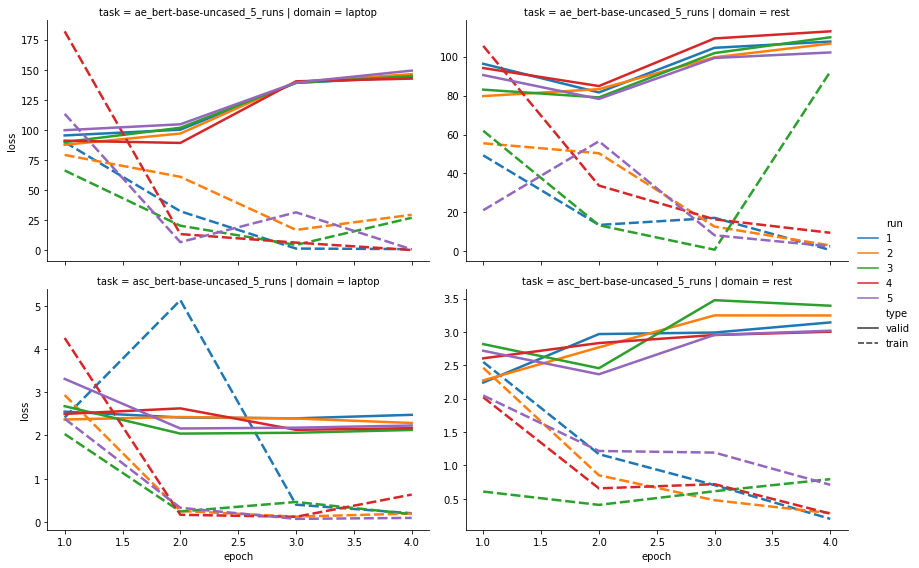 task = ae_bert-base-uncased_5_runs | domain = laptop
task = ae_bert-base-uncased_5_runs | domain = rest
175
150
125
100
75
50
25
0
loss
100
80
60
40
20
0
task = asc_bert-base-uncased_5_runs | domain = laptop
task = asc_bert-base-uncased_5_runs | domain = rest
5
4
3
2
1
0
loss
1.0 1.5 2.0 2.5 3.0 3.5 4.0
epoch
3.5
3.0
2.5
2.0
1.5
1.0
0.5
1.0 1.5 2.0 2.5 3.0 3.5 4.0
epoch
run
1
2
3
4
5
type
valid
train